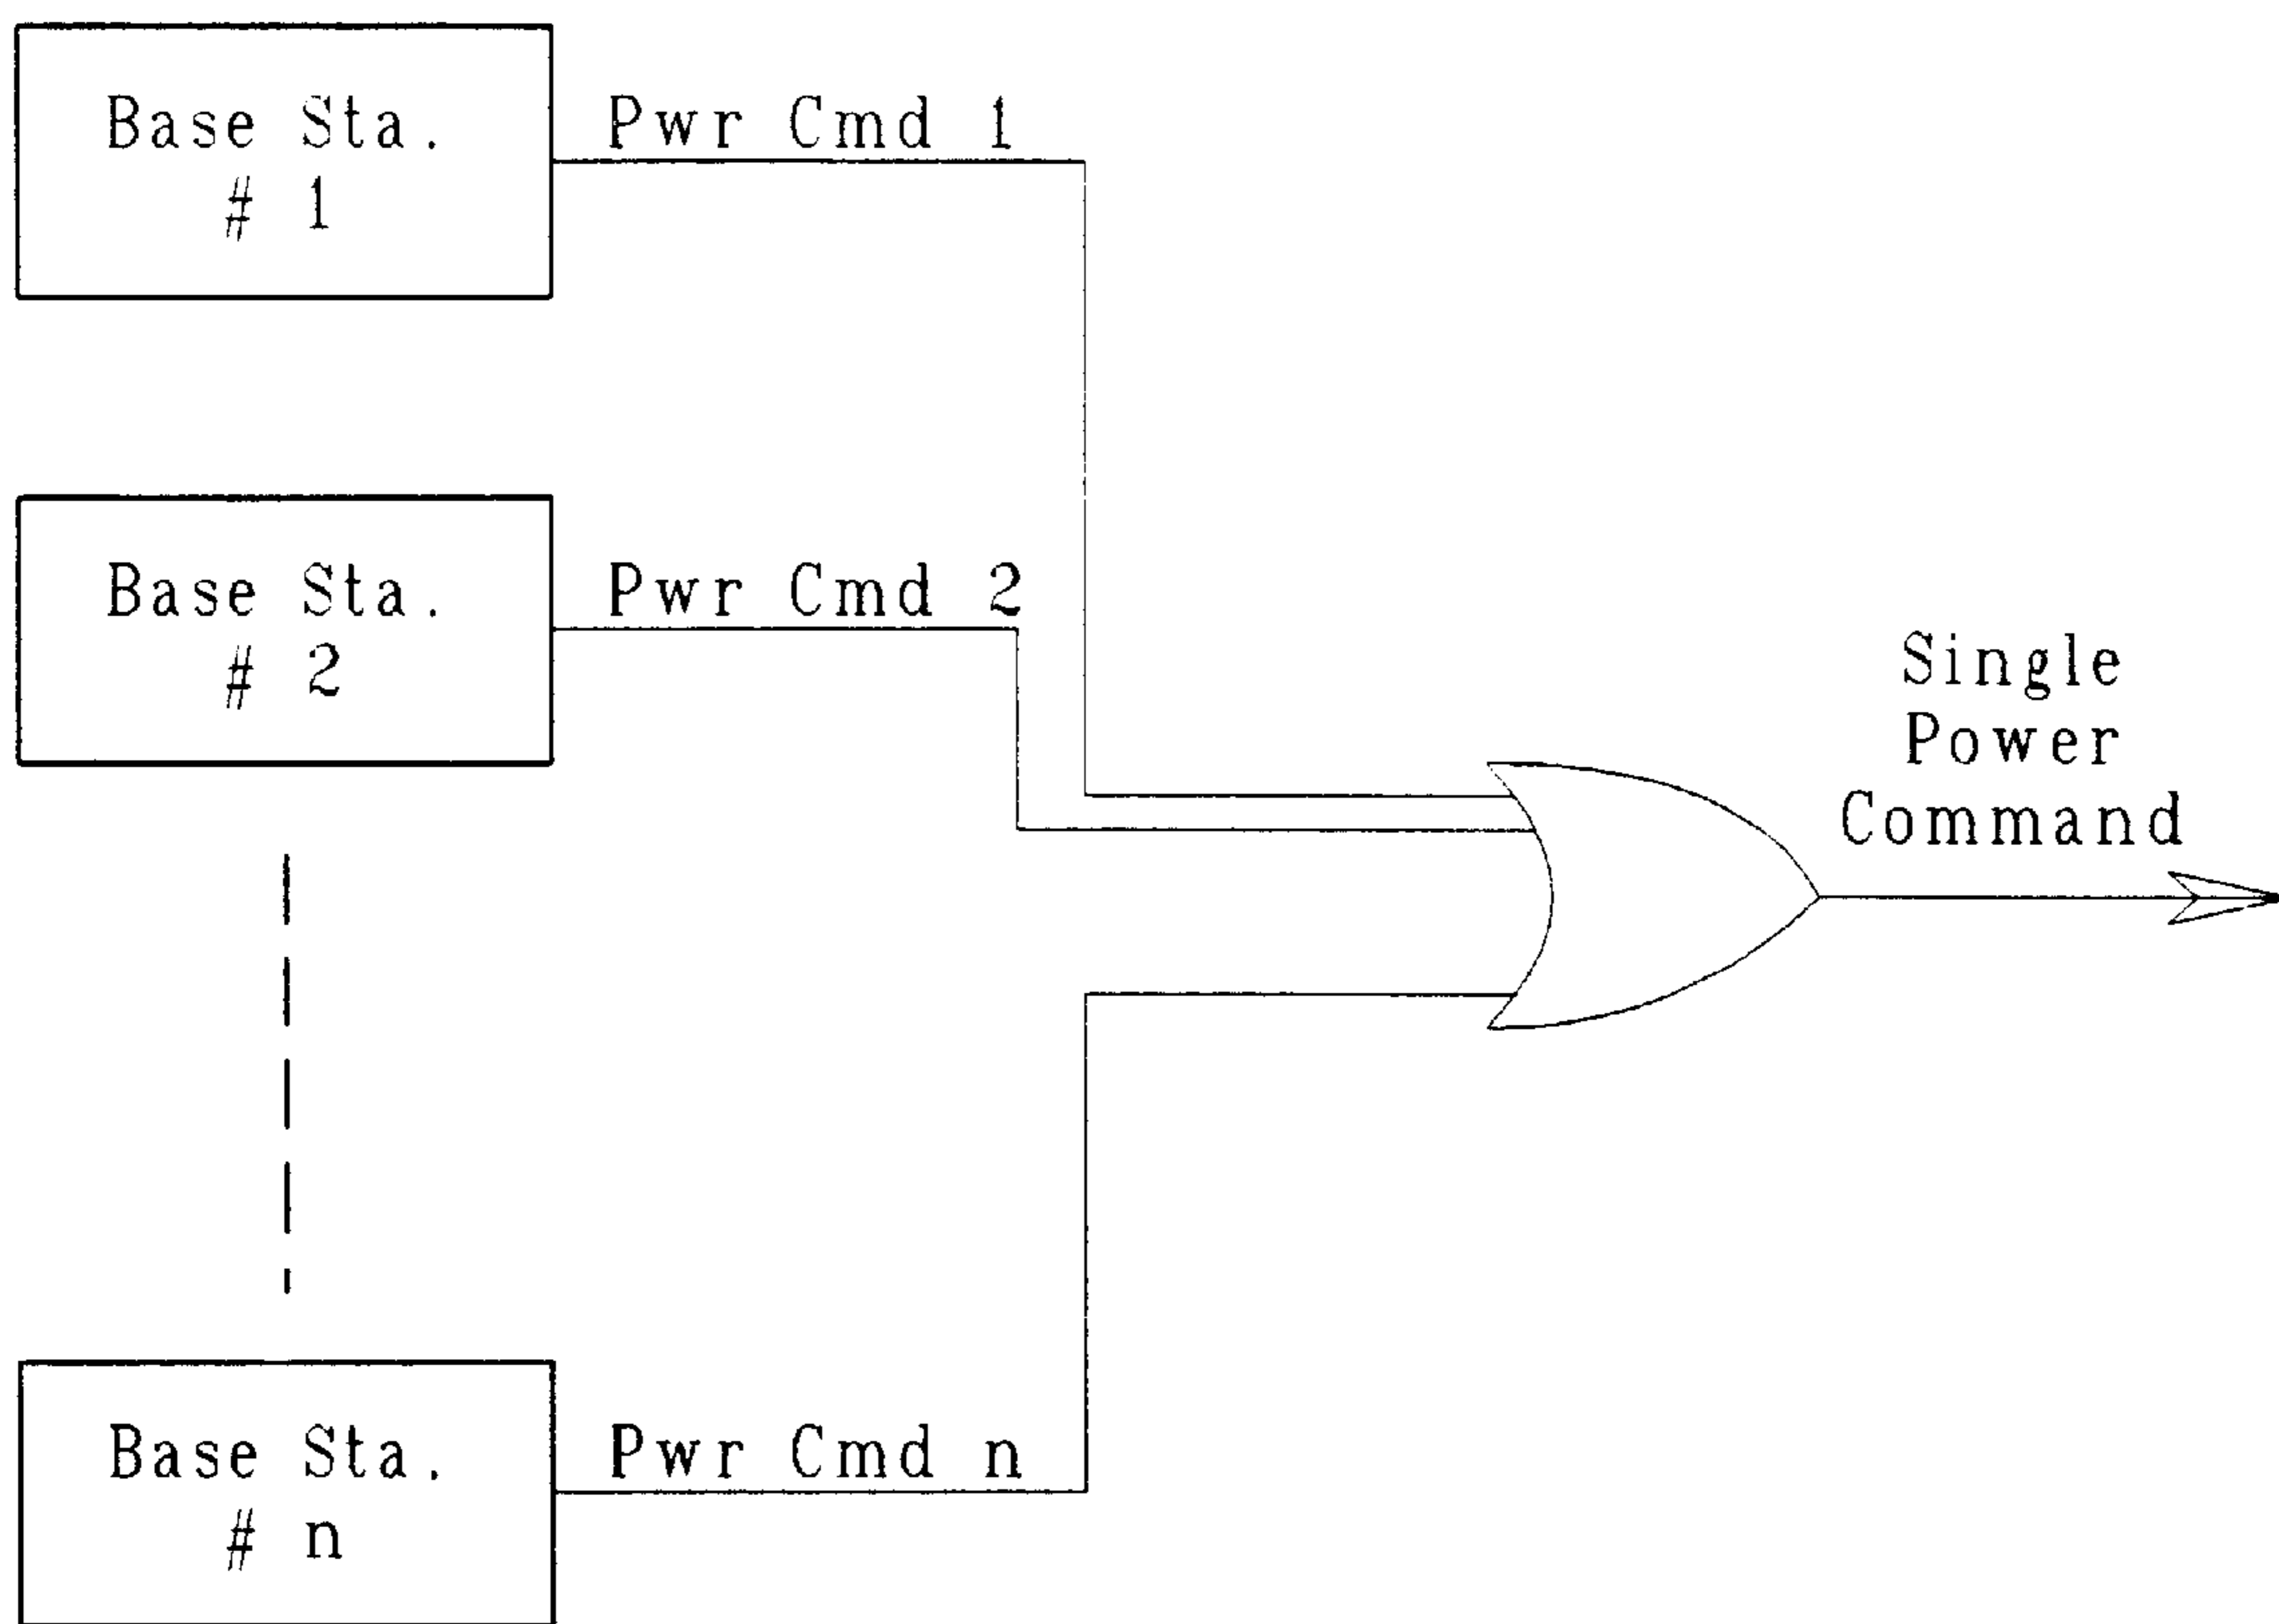 Base Sta.
# 1
Pwr Cmd 1
Base Sta.
# 2
Pwr Cmd 2
Single
Power
Command
Base Sta.
# n
Pwr Cmd n